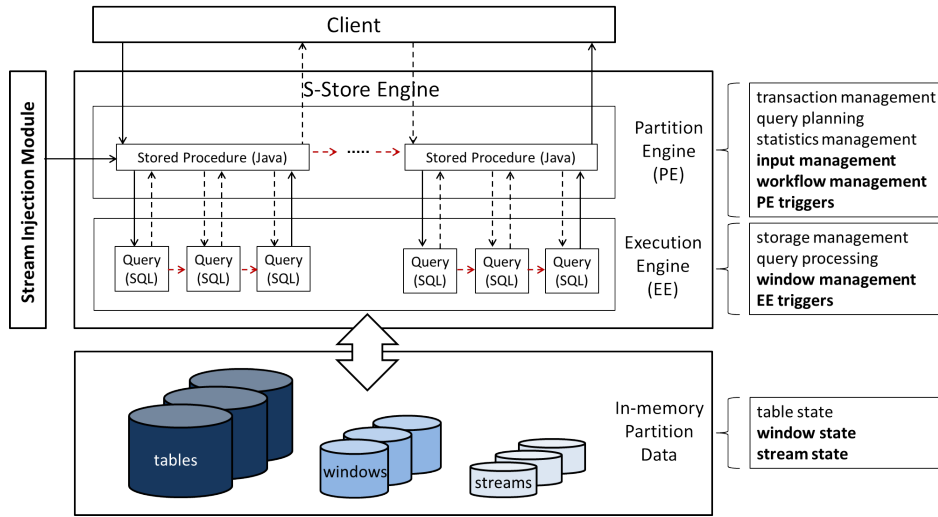 Client
Stream Injection Module
S-Store Engine
Stored Procedure (Java)
.....
Stored Procedure (Java)
Partition
Engine
(PE)
transaction management
query planning
statistics management
input management
workflow management
PE triggers
Query
(SQL)
Query
(SQL)
Query
(SQL)
Query
(SQL)
Query
(SQL)
Query
(SQL)
Execution
Engine
(EE)
storage management
query processing
window management
EE triggers
tables
windows
streams
In-memory
Partition
Data
table state
window state
stream state